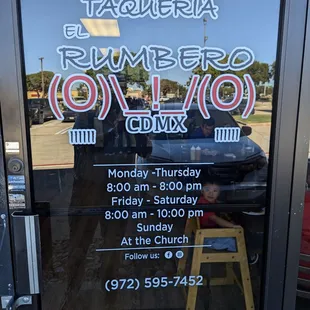 TAQUERIA
EL
RUMBERO
(O)\_!_/(O)
CDMX
Monday -Thursday
8:00 am - 8:00 pm
Friday - Saturday
8:00 am - 10:00 pm
Sunday
At the Church
Follow us:
(972) 595-7452